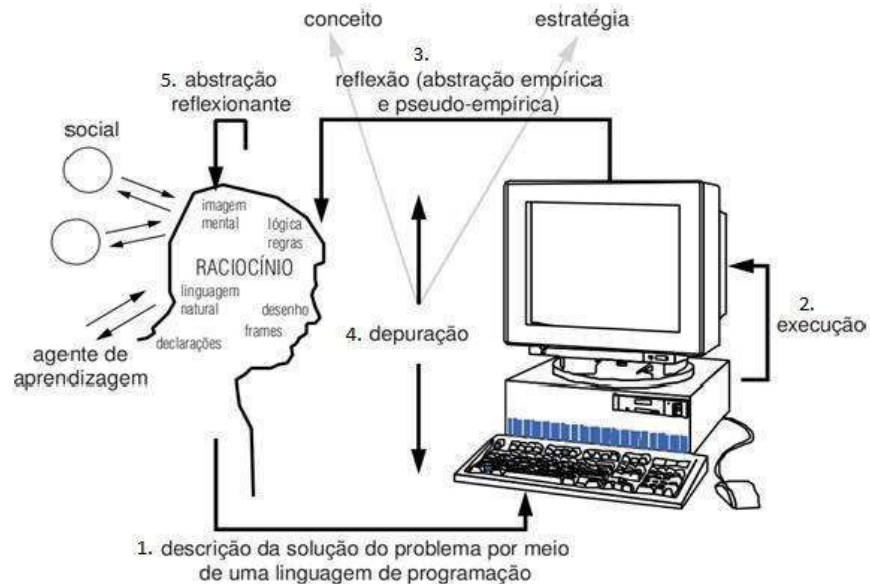 conceito
estratégia
3.
reflexão (abstração empírica
e pseudo-empírica)
5. abstração
reflexionante
social
imagem
mental
lógica
regras
RACIOCÍNIO
linguagem
natural
desenho
frames
declarações
agente de
aprendizagem
4. depuração
2.
execução
1. descrição da solução do problema por meio
de uma linguagem de programação